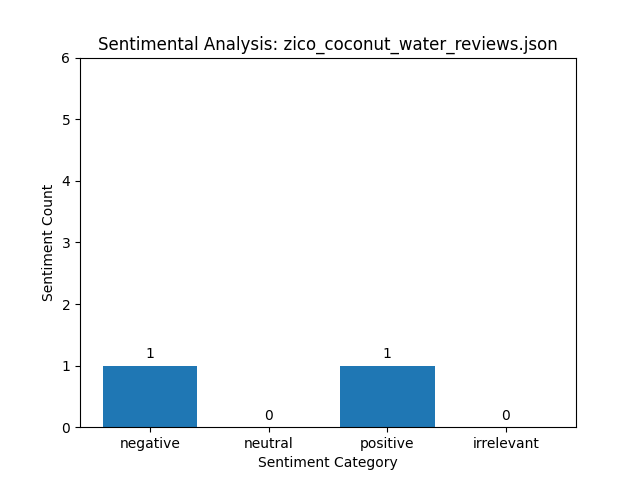 Sentimental Analysis: zico_coconut_water_reviews.json
6
5
4
3
2
1
0
Sentiment Count
1
0
1
0
negative neutral positive irrelevant
Sentiment Category